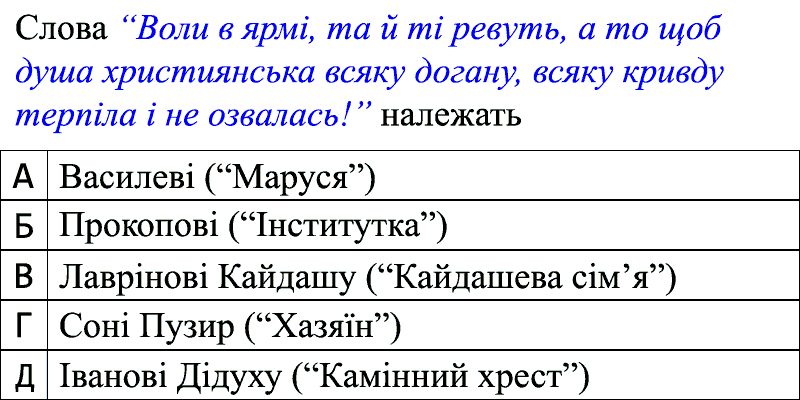 Слова “Воли в ярмі, та й ті ревуть, а то щоб
душа християнська всяку догану, всяку кривду
терпіла і не озвалась!” належать
А Василеві (“Маруся”)
Б Прокопові (“Інститутка”)
В Лаврінові Кайдашу (“Кайдашева сім’я”)
Г Соні Пузир (“Хазяїн”)
Д Іванові Дідуху (“Камінний хрест”)